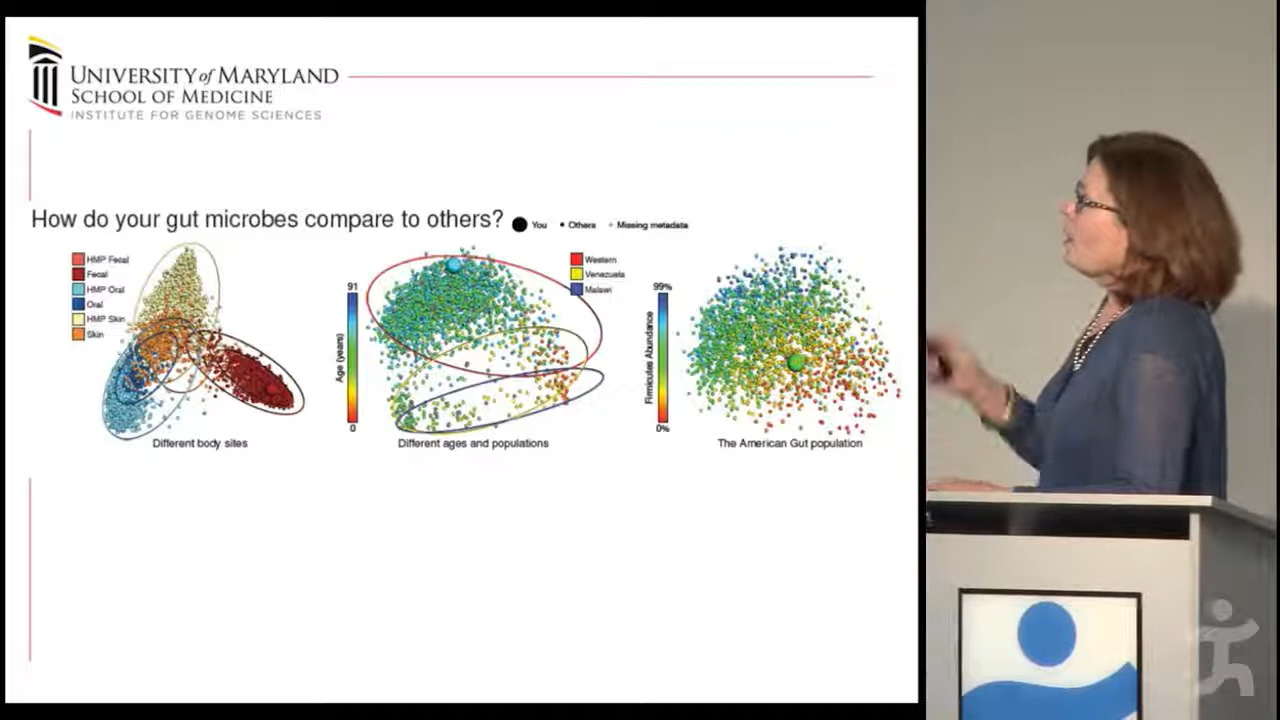 UNIVERSITY of MARYLAND
SCHOOL OF MEDICINE
INSTITUTE FOR GENOME SCIENCES
How do your gut microbes compare to others?
You
Others
Missing metadata
HMP Fecal
Fecal
HMP Oral
Oral
HMP Skin
Skin
Different body sites
91
Age (years)
0
Western
Venezuela
Malawi
Different ages and populations
99%
Firmicutes Abundance
0%
The American Gut population